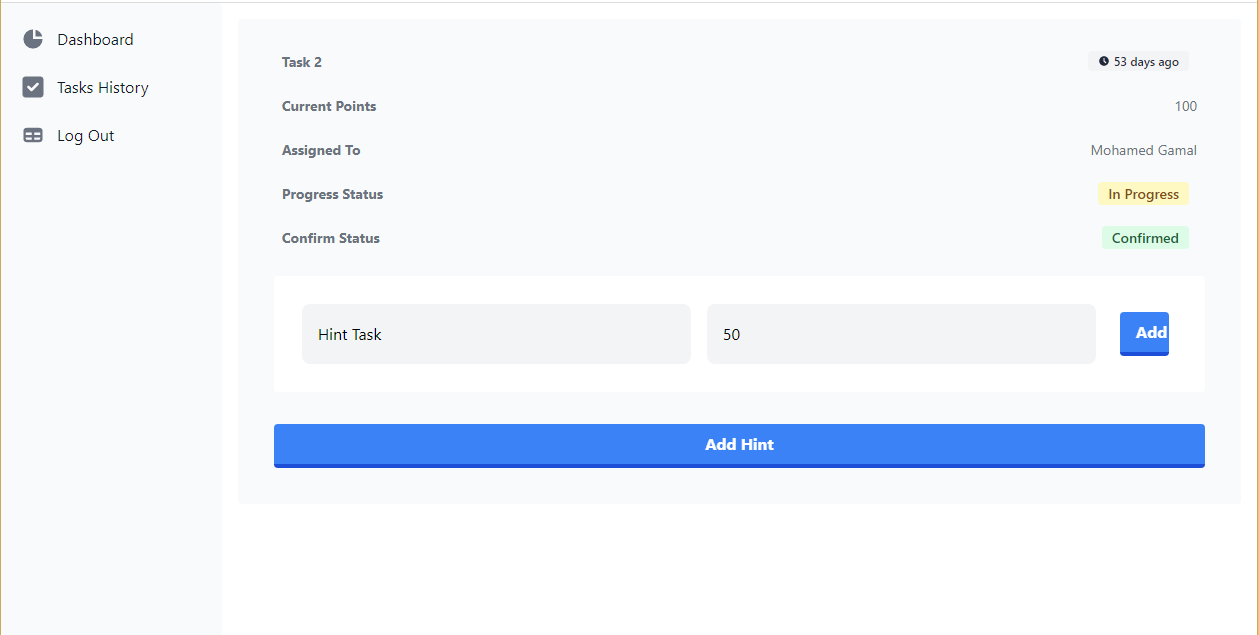 Dashboard
Tasks History
Log Out
Task 2
53 days ago
Current Points
100
Assigned To
Mohamed Gamal
Progress Status
In Progress
Confirm Status
Confirmed
Hint Task
50
Add
Add Hint